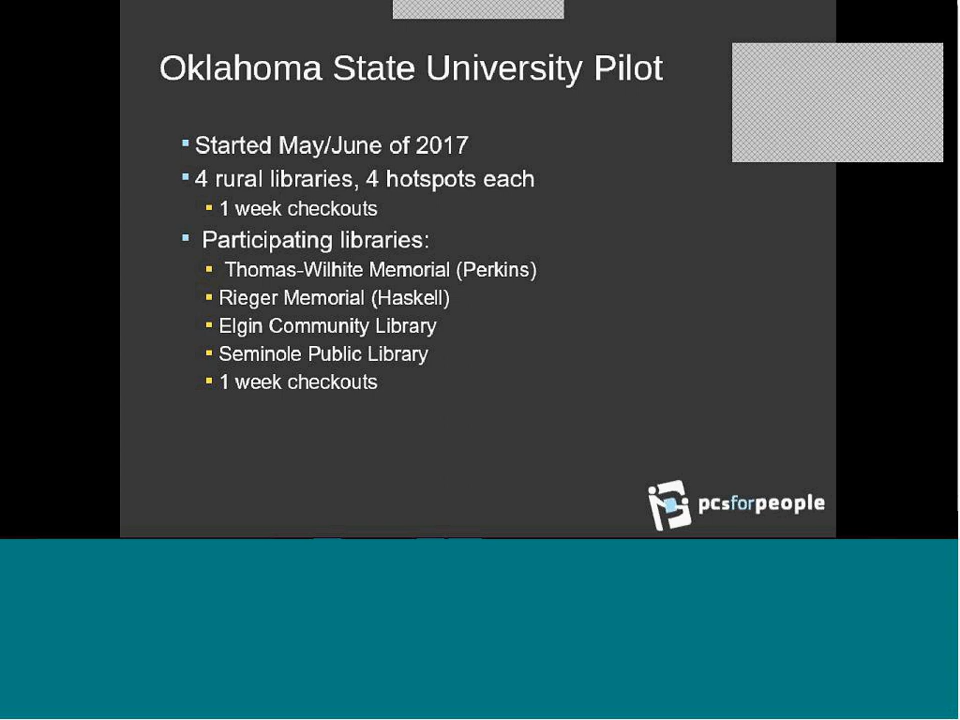 Oklahoma State University Pilot
Started May/June of 2017
4 rural libraries, 4 hotspots each
1 week checkouts
Participating libraries:
Thomas-Wilhite Memorial (Perkins)
Rieger Memorial (Haskell)
Elgin Community Library
Seminole Public Library
1 week checkouts
pcsforpeople